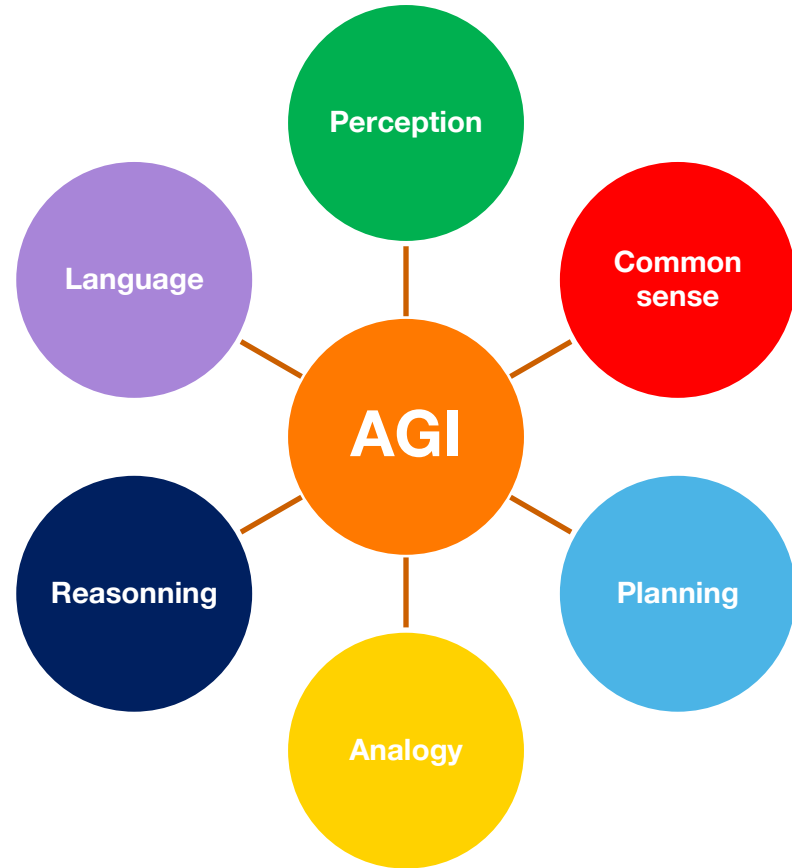 Perception
Language
Common
sense
AGI
Reasonning
Planning
Analogy